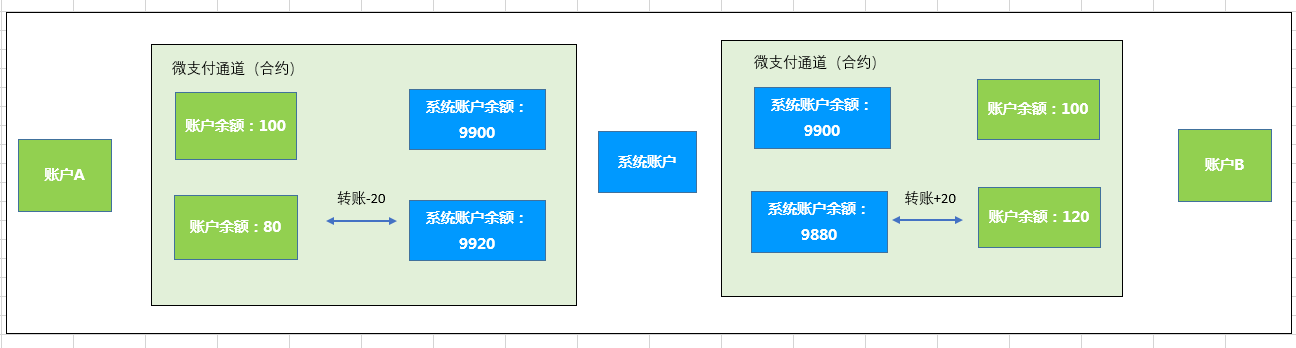 账户A
微支付通道（合约）
账户余额：100
系统账户余额：
9900
账户余额：80
转账-20
系统账户余额：
9920
系统账户
微支付通道（合约）
系统账户余额：
9900
账户余额：100
系统账户余额：
9880
转账+20
账户余额：120
账户B